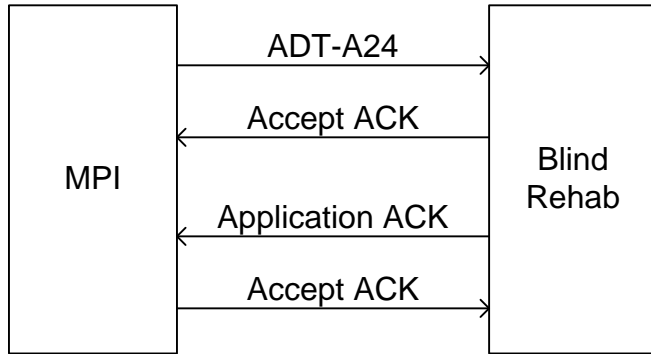 ADT-A24
Accept ACK
MPI
Blind
Rehab
Application ACK
Accept ACK